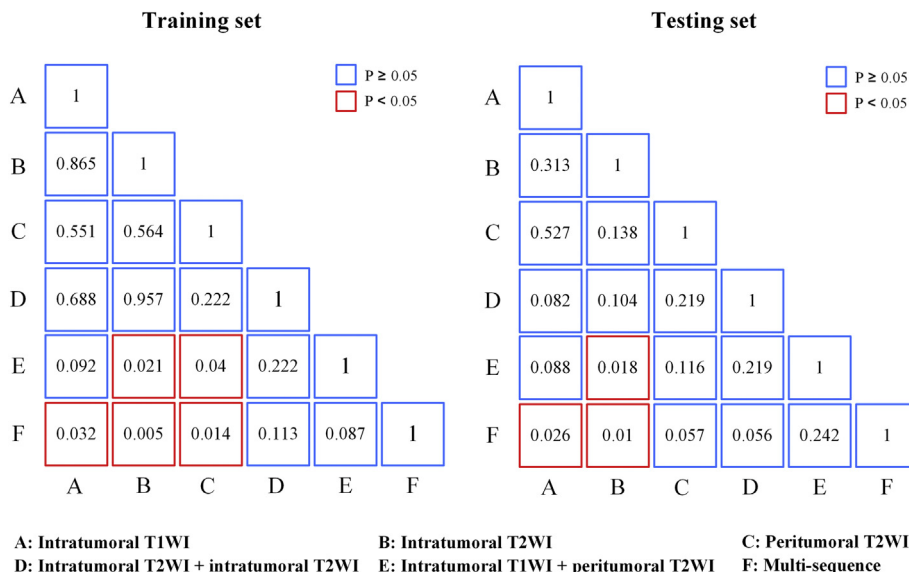 Training set Testing set
P ≥ 0.05 P ≥ 0.05
P < 0.05 P < 0.05
A 1 A 1
B 0.865 1 B 0.313 1
C 0.551 0.564 1 C 0.527 0.138 1
D 0.688 0.957 0.222 1 D 0.082 0.104 0.219 1
E 0.092 0.021 0.04 0.222 1 E 0.088 0.018 0.116 0.219 1
F 0.032 0.005 0.014 0.113 0.087 1 F 0.026 0.01 0.057 0.056 0.242 1
A B C D E F A B C D E F
A: Intratumoral T1WI B: Intratumoral T2WI C: Peritumoral T2WI
D: Intratumoral T2WI + intratumoral T2WI E: Intratumoral T1WI + peritumoral T2WI F: Multi-sequence